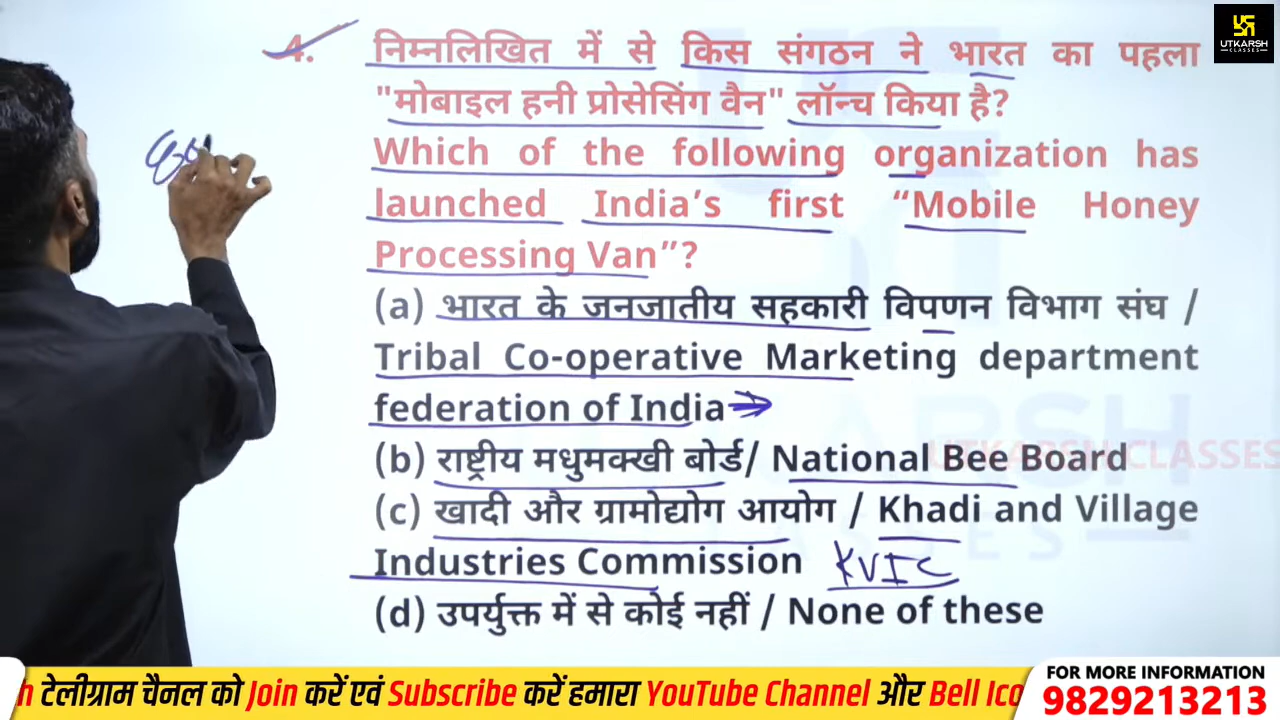 UTKARSH
CLASSES
4. निम्नलिखित में से किस संगठन ने भारत का पहला
"मोबाइल हनी प्रोसेसिंग वैन" लॉन्च किया है?
Which of the following organization has
launched India's first “Mobile Honey
Processing Van”?
(a) भारत के जनजातीय सहकारी विपणन विभाग संघ /
Tribal Co-operative Marketing department
federation of India
(b) राष्ट्रीय मधुमक्खी बोर्ड/ National Bee Board
UTKARSH CLASSES
(c) खादी और ग्रामोद्योग आयोग / Khadi and Village
Industries Commission KVIC
(d) उपर्युक्त में से कोई नहीं / None of these
टेलीग्राम चैनल को Join करें एवं Subscribe करें हमारा YouTube Channel और Bell Ico
FOR MORE INFORMATION
9829213213